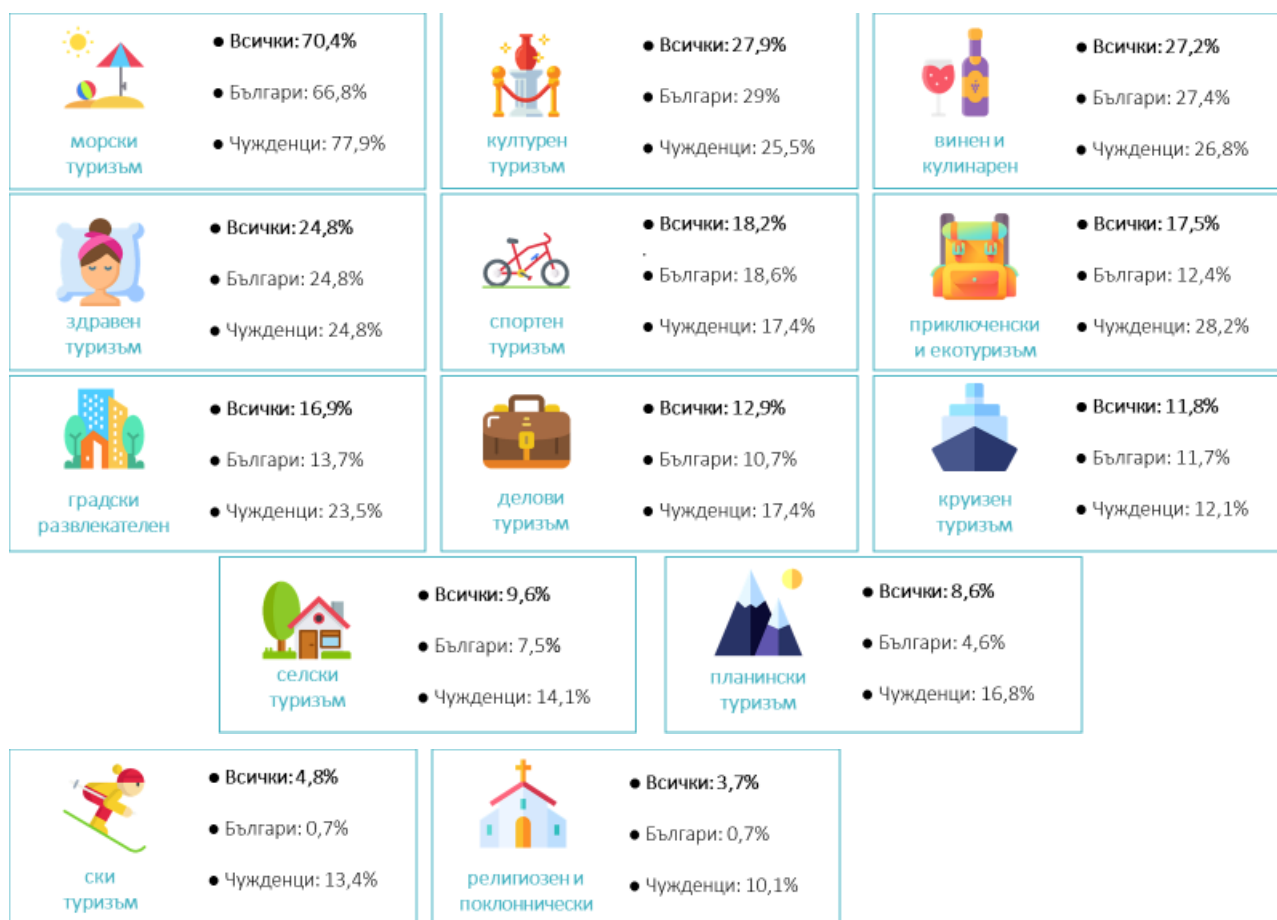 ● Всички: 70,4%
● Българи: 66,8%
● Чужденци: 77,9%
морски
туризъм
● Всички: 27,9%
● Българи: 29%
● Чужденци: 25,5%
културен
туризъм
● Всички: 27,2%
● Българи: 27,4%
● Чужденци: 26,8%
винен и
кулинарен
● Всички: 24,8%
● Българи: 24,8%
● Чужденци: 24,8%
здравен
туризъм
● Всички: 18,2%
● Българи: 18,6%
● Чужденци: 17,4%
спортен
туризъм
● Всички: 17,5%
● Българи: 12,4%
● Чужденци: 28,2%
приключенски
и екотуризъм
● Всички: 16,9%
● Българи: 13,7%
● Чужденци: 23,5%
градски
развлекателен
● Всички: 12,9%
● Българи: 10,7%
● Чужденци: 17,4%
делови
туризъм
● Всички: 11,8%
● Българи: 11,7%
● Чужденци: 12,1%
круизен
туризъм
● Всички: 9,6%
● Българи: 7,5%
● Чужденци: 14,1%
селски
туризъм
● Всички: 8,6%
● Българи: 4,6%
● Чужденци: 16,8%
планински
туризъм
● Всички: 4,8%
● Българи: 0,7%
● Чужденци: 13,4%
ски
туризъм
● Всички: 3,7%
● Българи: 0,7%
● Чужденци: 10,1%
религиозен и
поклоннически